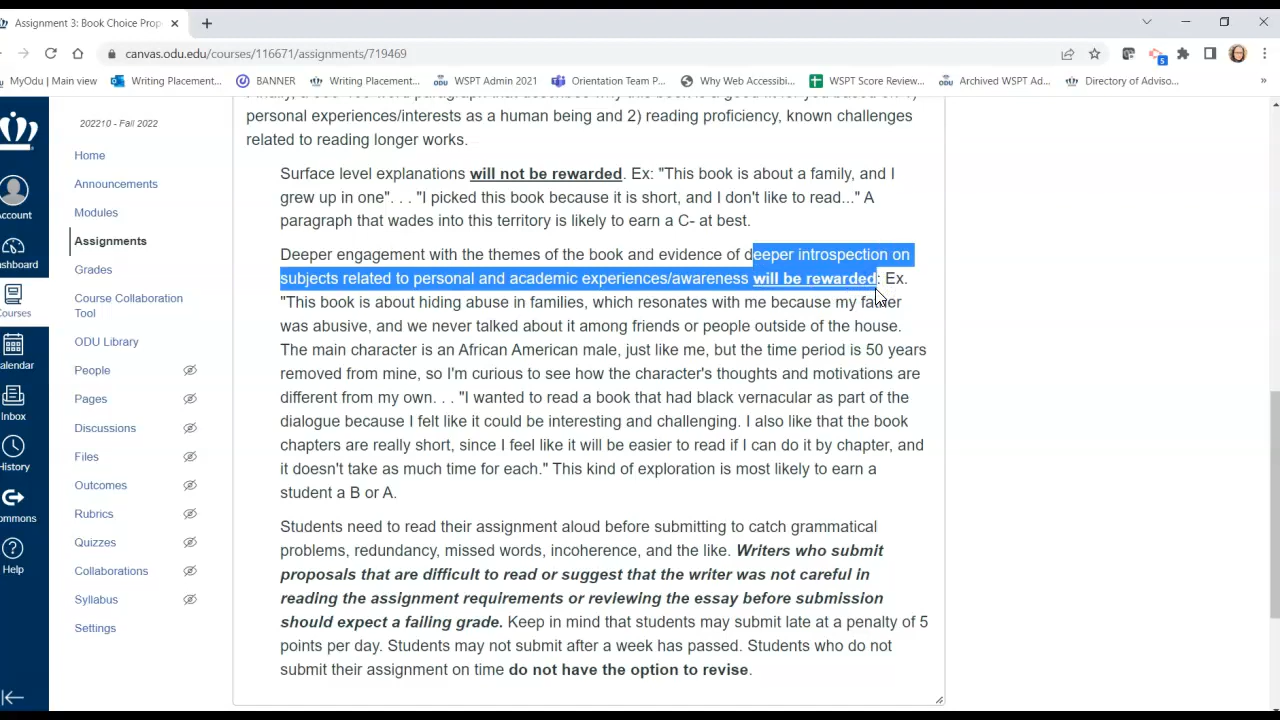 Assignment 3: Book Choice Prop
canvas.odu.edu/courses/116671/assignments/719469
5
MyOdu | Main view
Writing Placement...
BANNER
Writing Placement...
WSPT Admin 2021
Orientation Team P...
Why Web Accessibi...
WSPT Score Review...
Archived WSPT Ad...
Directory of Adviso...
»
Account
Dashboard
Courses
Calendar
Inbox
History
Commons
Help
202210 - Fall 2022
Home
Announcements
Modules
Assignments
Grades
Course Collaboration
Tool
ODU Library
People
Pages
Discussions
Files
Outcomes
Rubrics
Quizzes
Collaborations
Syllabus
Settings
personal experiences/interests as a human being and 2) reading proficiency, known challenges
related to reading longer works.
Surface level explanations will not be rewarded. Ex: "This book is about a family, and I
grew up in one". . . "I picked this book because it is short, and I don't like to read..." A
paragraph that wades into this territory is likely to earn a C- at best.
Deeper engagement with the themes of the book and evidence of deeper introspection on
subjects related to personal and academic experiences/awareness will be rewarded: Ex.
"This book is about hiding abuse in families, which resonates with me because my father
was abusive, and we never talked about it among friends or people outside of the house.
The main character is an African American male, just like me, but the time period is 50 years
removed from mine, so I'm curious to see how the character's thoughts and motivations are
different from my own. . . "I wanted to read a book that had black vernacular as part of the
dialogue because I felt like it could be interesting and challenging. I also like that the book
chapters are really short, since I feel like it will be easier to read if I can do it by chapter, and
it doesn't take as much time for each." This kind of exploration is most likely to earn a
student a B or A.
Students need to read their assignment aloud before submitting to catch grammatical
problems, redundancy, missed words, incoherence, and the like. Writers who submit
proposals that are difficult to read or suggest that the writer was not careful in
reading the assignment requirements or reviewing the essay before submission
should expect a failing grade. Keep in mind that students may submit late at a penalty of 5
points per day. Students may not submit after a week has passed. Students who do not
submit their assignment on time do not have the option to revise.